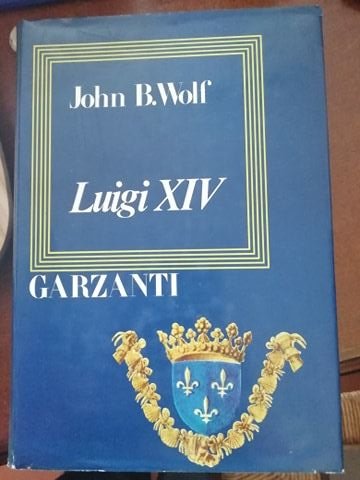 John B. Wolf
Luigi XIV
GARZANTI